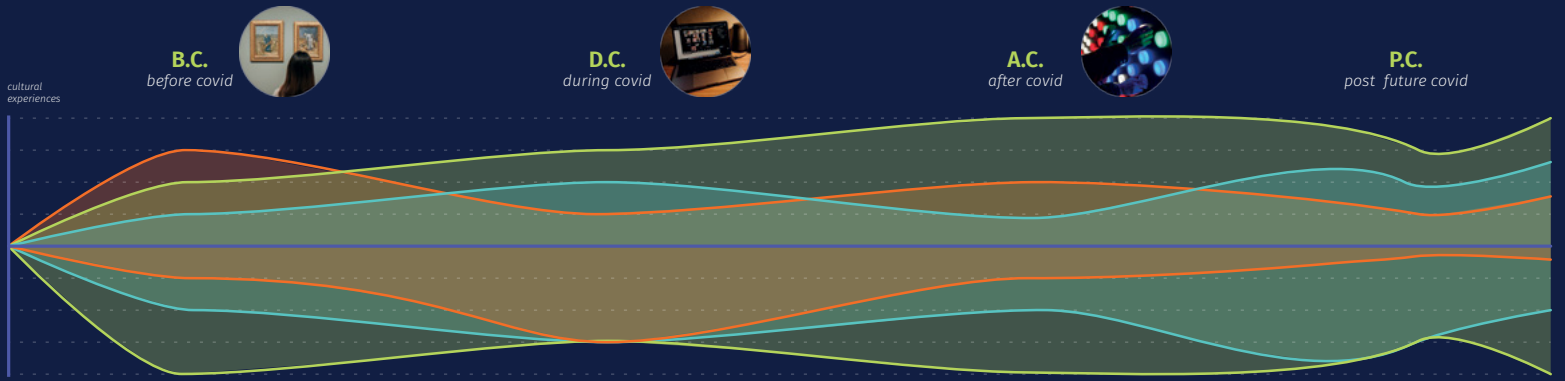 B.C.
before covid
D.C.
during covid
A.C.
after covid
P.C.
post future covid
cultural
experiences